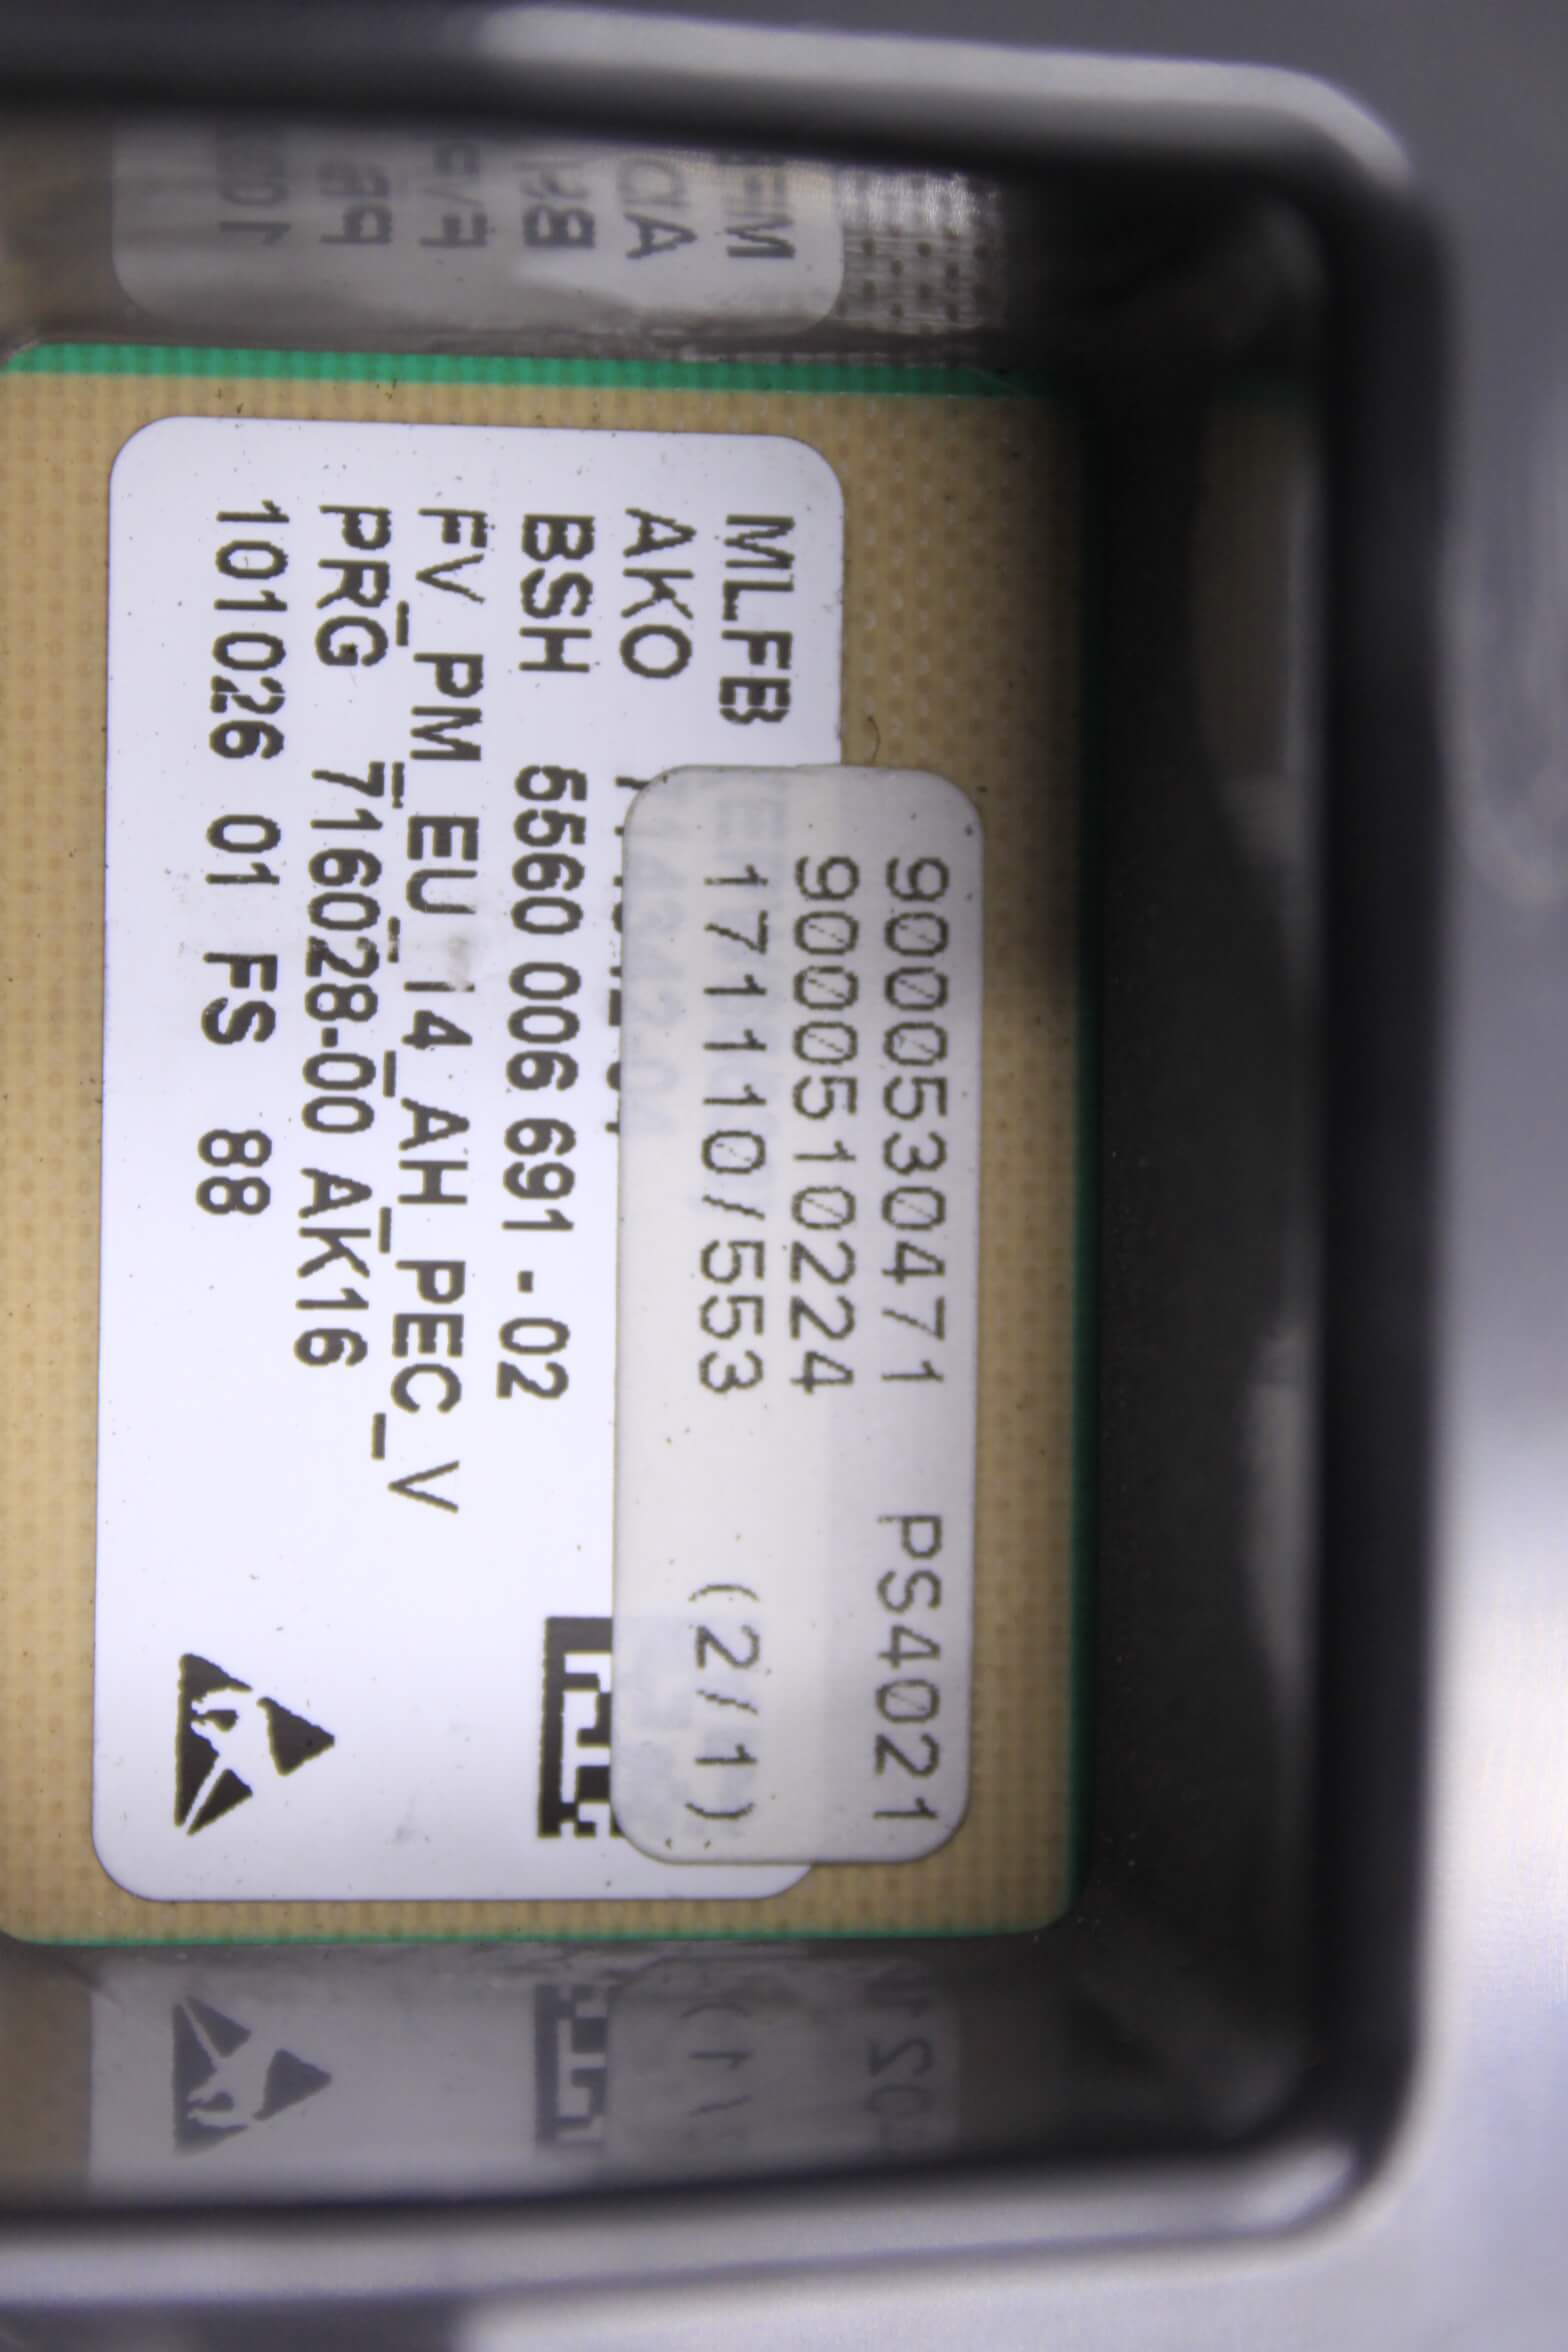 9000530471 PS4021
9000510224
171110/553 (2/1)
MLFB
AKO
BSH 5560 006 691 - 02
FV_PM_EU_14_AH_PEC_V
PRG 716028-00 AK16
101026 01 FS 88